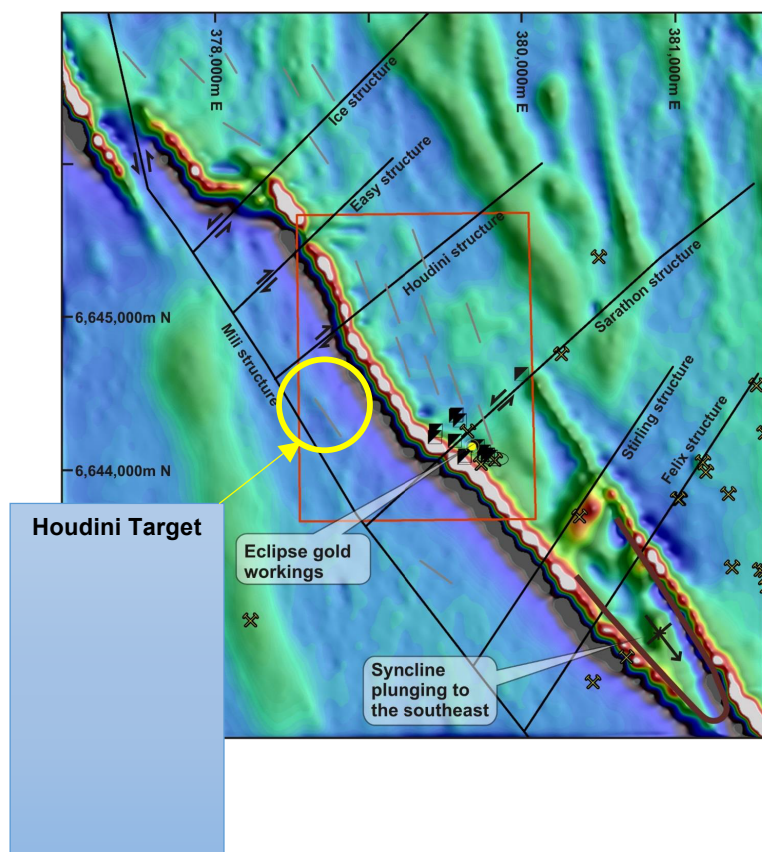 378,000m E
380,000m E
381,000m E
Ice structure
Easy structure
Houdini structure
Sarathon structure
6,645,000m N
Mili structure
Stirling structure
Felix structure
6,644,000m N
Houdini Target
Eclipse gold
workings
Syncline
plunging to
the southeast